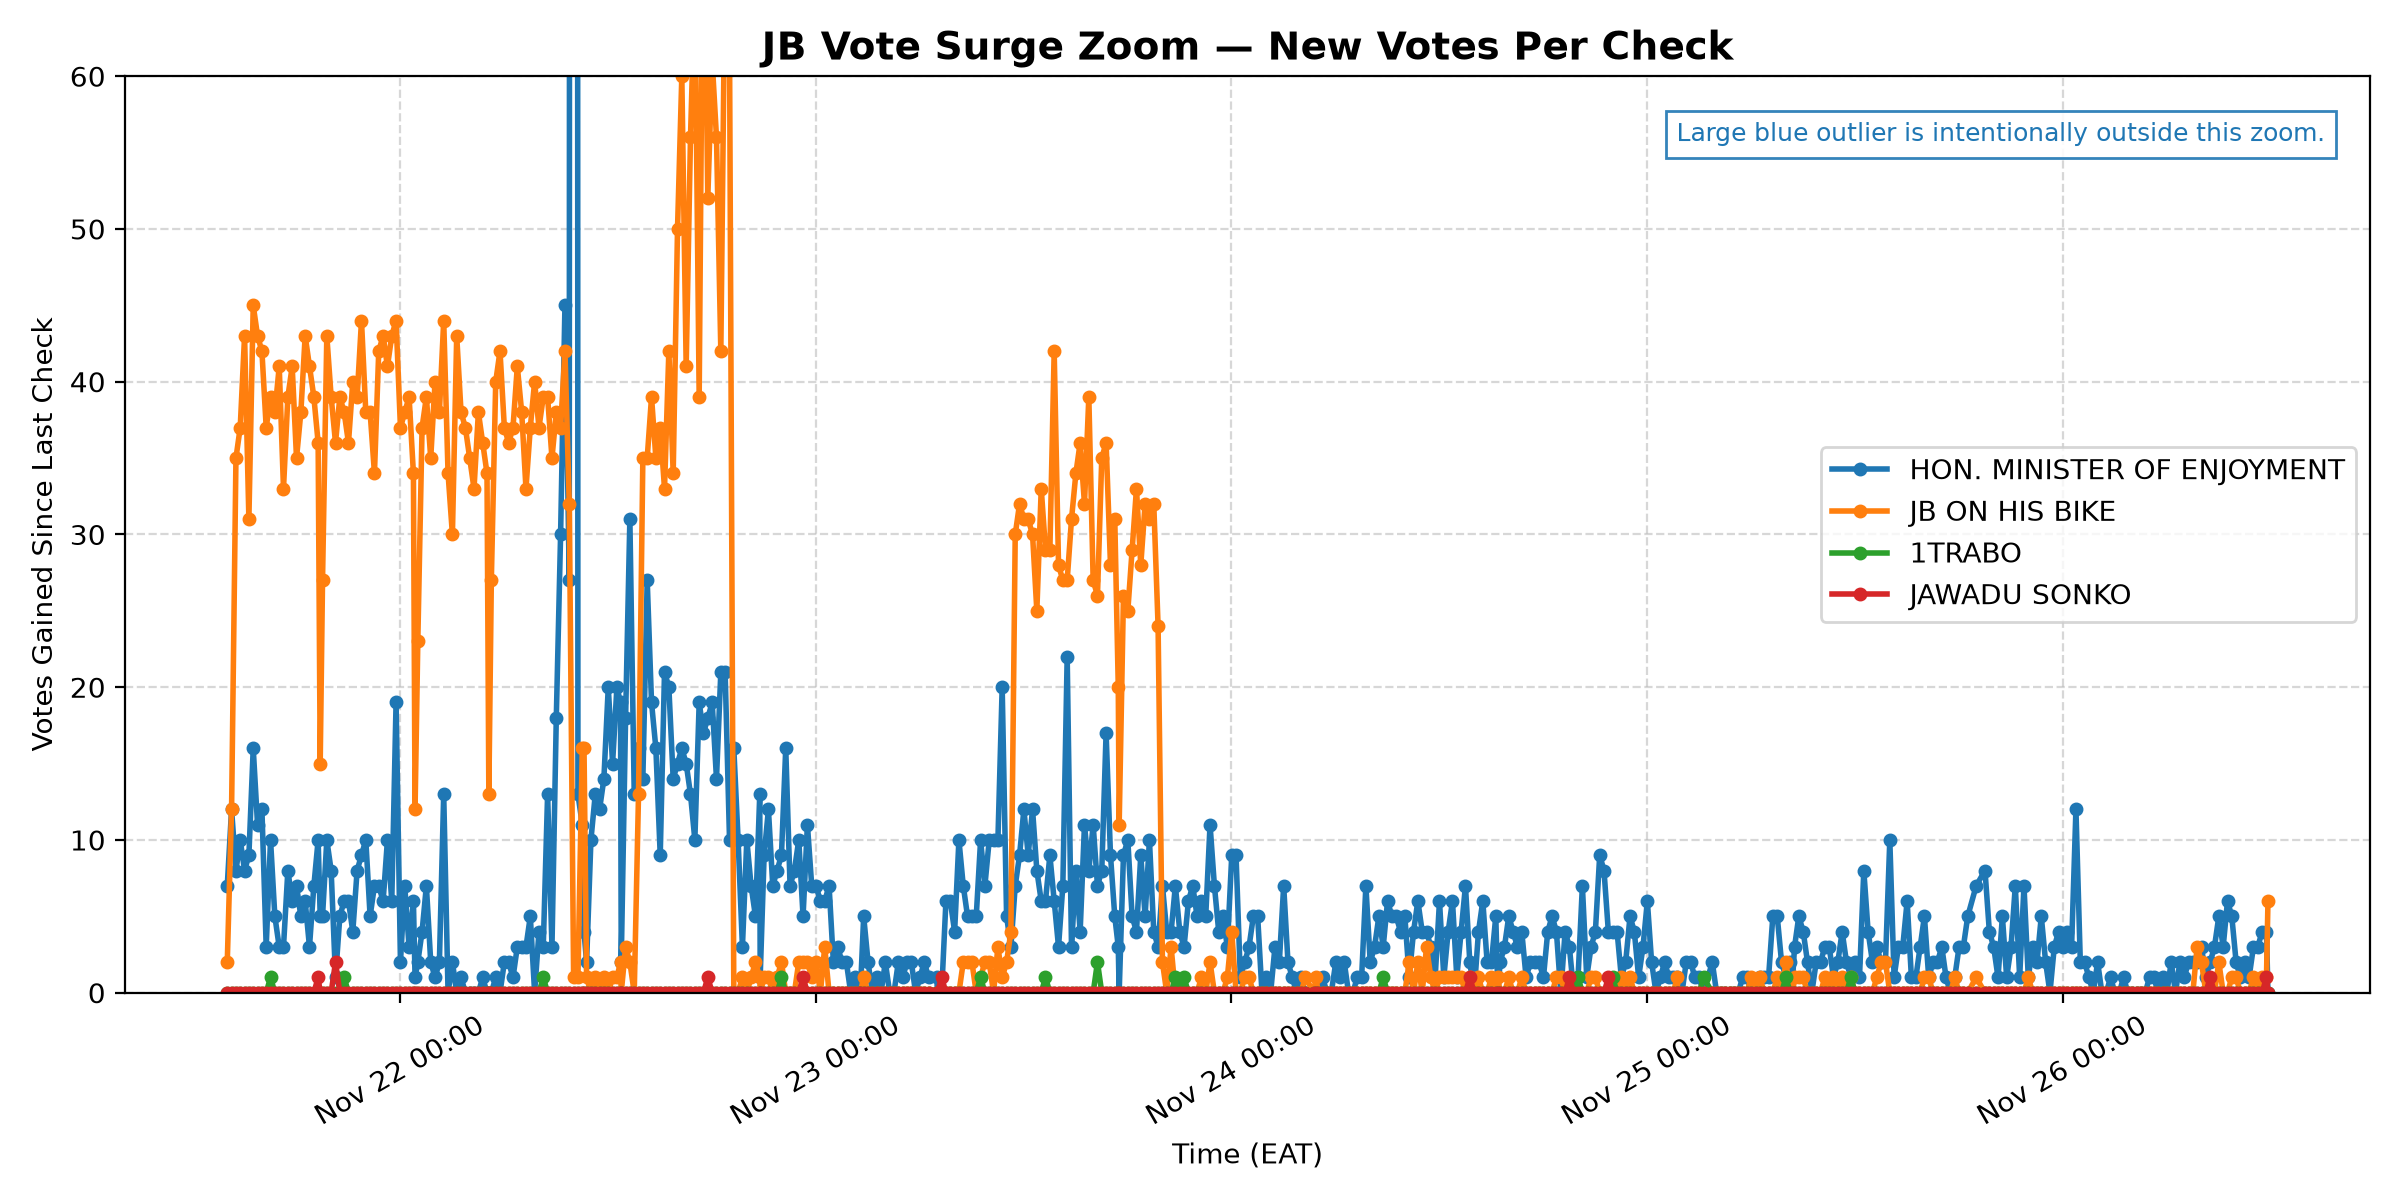 JB Vote Surge Zoom — New Votes Per Check
60
50
40
30
20
10
0
Votes Gained Since Last Check
Large blue outlier is intentionally outside this zoom.
HON. MINISTER OF ENJOYMENT
JB ON HIS BIKE
1TRABO
JAWADU SONKO
Nov 22 00:00
Nov 23 00:00
Nov 24 00:00
Nov 25 00:00
Nov 26 00:00
Time (EAT)